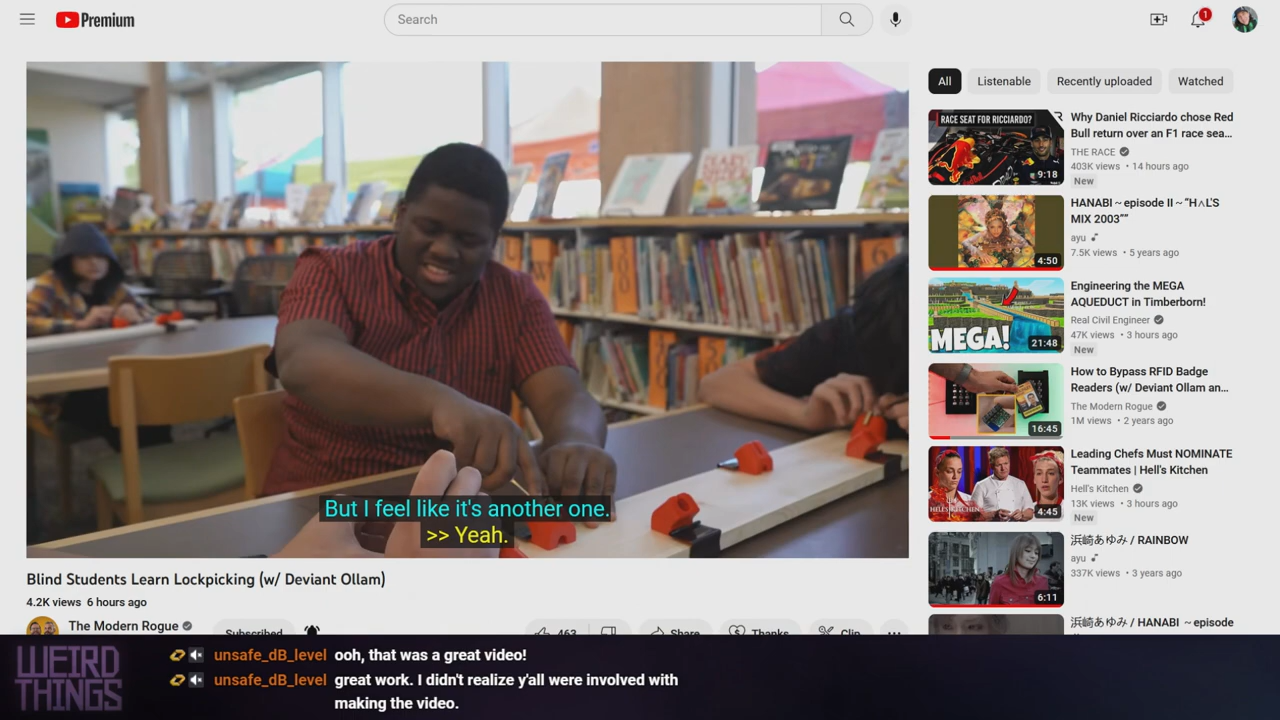 Premium
Search
1
But I feel like it's another one.
>> Yeah.
Blind Students Learn Lockpicking (w/ Deviant Ollam)
4.2K views 6 hours ago
The Modern Rogue
Subscribed
463
Share
Thanks
Clip
All
Listenable
Recently uploaded
Watched
RACE SEAT FOR RICCIARDO?
9:18
Why Daniel Ricciardo chose Red
Bull return over an F1 race sea...
THE RACE
403K views • 14 hours ago
New
4:50
HANABI ~ episode II ~ “H∧L'S
MIX 2003””
ayu
7.5K views • 5 years ago
MEGA!
21:48
Engineering the MEGA
AQUEDUCT in Timberborn!
Real Civil Engineer
47K views • 3 hours ago
New
16:45
How to Bypass RFID Badge
Readers (w/ Deviant Ollam an...
The Modern Rogue
1M views • 2 years ago
HELL'S KITCHEN
4:45
Leading Chefs Must NOMINATE
Teammates | Hell's Kitchen
Hell's Kitchen
13K views • 3 hours ago
New
6:11
浜崎あゆみ / RAINBOW
ayu
337K views • 3 years ago
浜崎あゆみ / HANABI ~episode
WEIRD
THINGS
unsafe_dB_level ooh, that was a great video!
unsafe_dB_level great work. I didn't realize y'all were involved with
making the video.